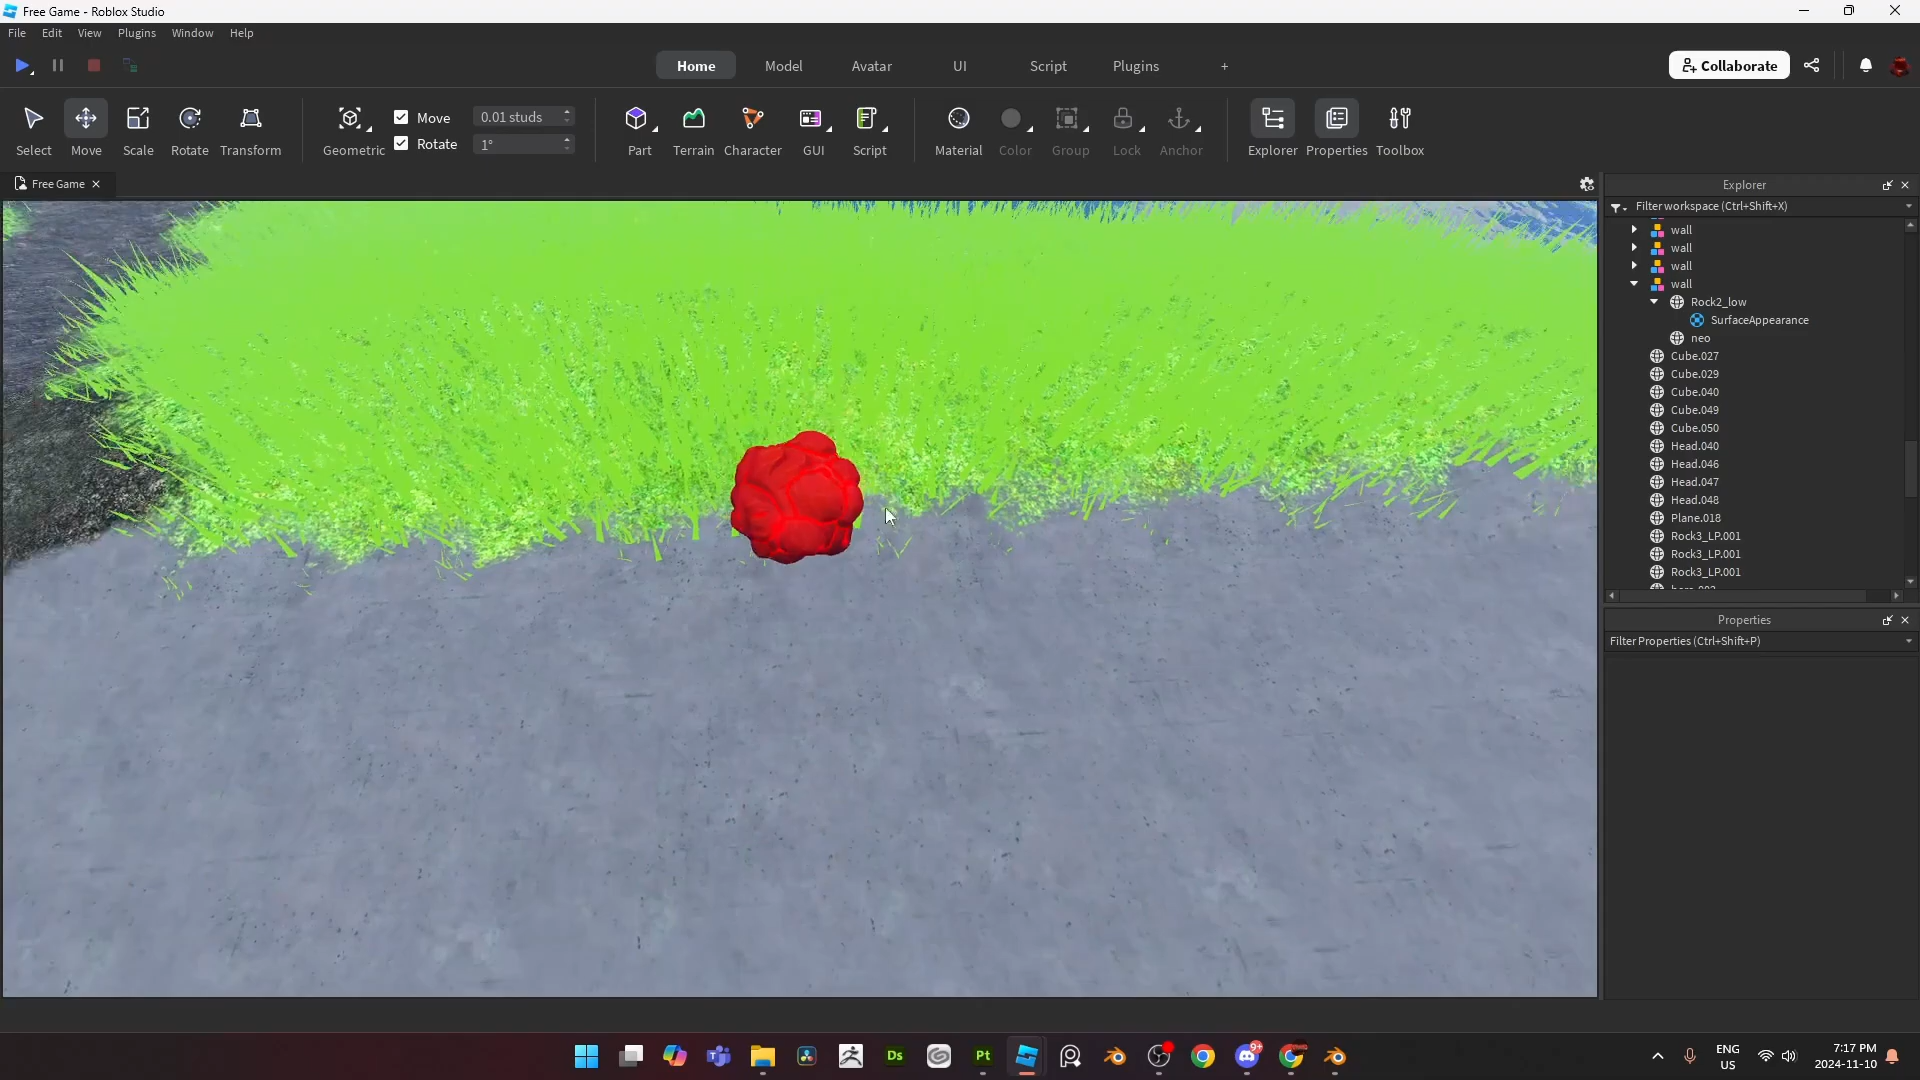 Free Game - Roblox Studio
File Edit View Plugins Window Help
Home Model Avatar UI Script Plugins +
Collaborate
Select Move Scale Rotate Transform
Geometric
Move 0.01 studs
Rotate 1°
Part Terrain Character GUI Script
Material Color Group Lock Anchor
Explorer Properties Toolbox
Free Game
Explorer
Filter workspace (Ctrl+Shift+X)
wall
wall
wall
wall
Rock2_low
SurfaceAppearance
neo
Cube.027
Cube.029
Cube.040
Cube.049
Cube.050
Head.040
Head.046
Head.047
Head.048
Plane.018
Rock3_LP.001
Rock3_LP.001
Rock3_LP.001
Properties
Filter Properties (Ctrl+Shift+P)
Ds
Pt
9+
ENG
US
7:17 PM
2024-11-10